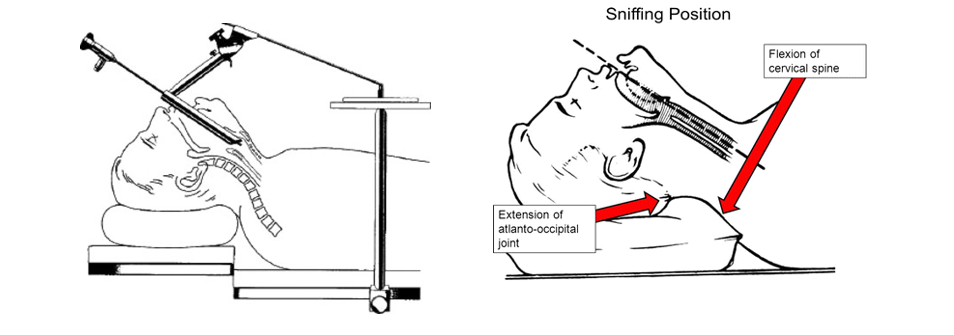 Sniffing Position
Flexion of
cervical spine
Extension of
atlanto-occipital
joint